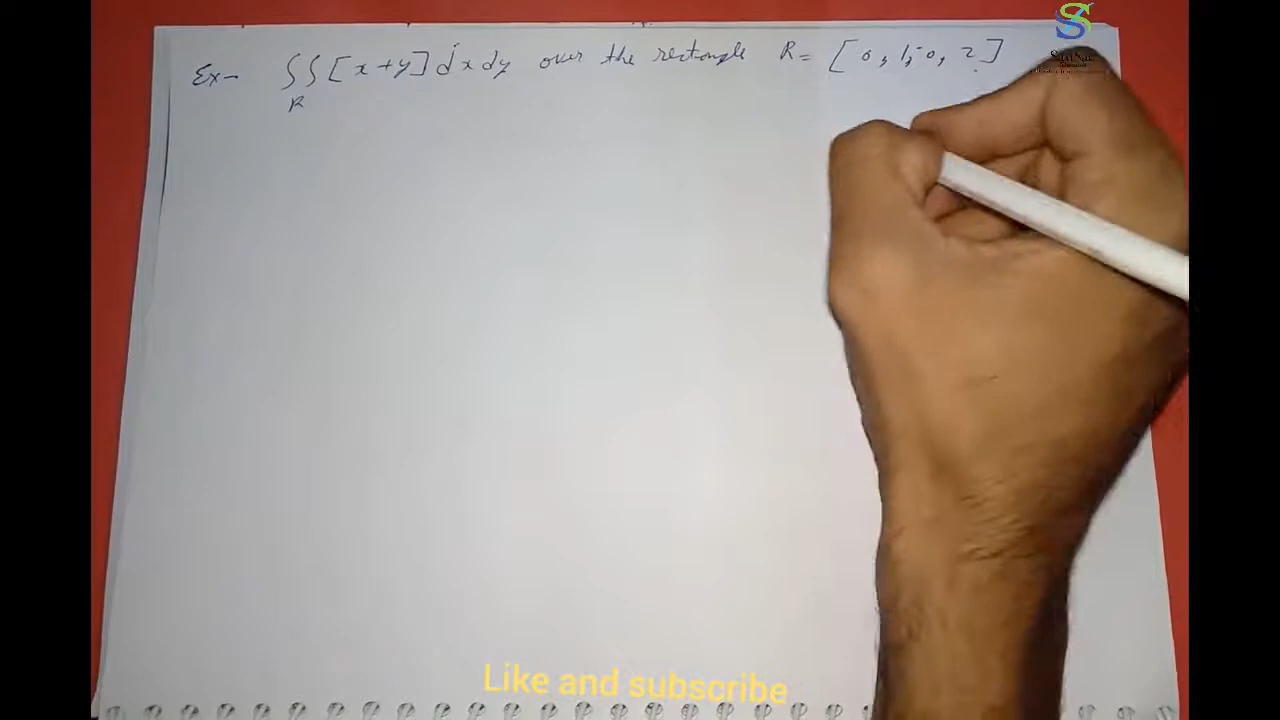 Ex- ∫∫ [x+y] dx dy over the rectangle R = [0, 1; 0, 2]
R
Like and subscribe